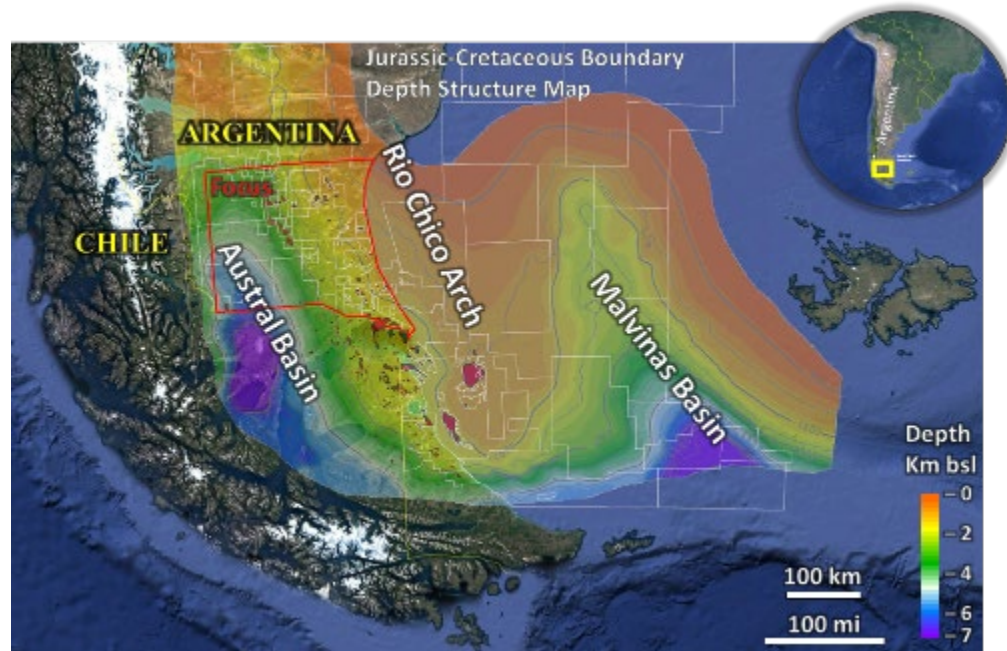 Jurassic-Cretaceous Boundary
Depth Structure Map
Argentina
ARGENTINA
Focus
CHILE
Rio Chico Arch
Austral Basin
Malvinas Basin
Depth
Km bsl
0
2
4
6
7
100 km
100 mi